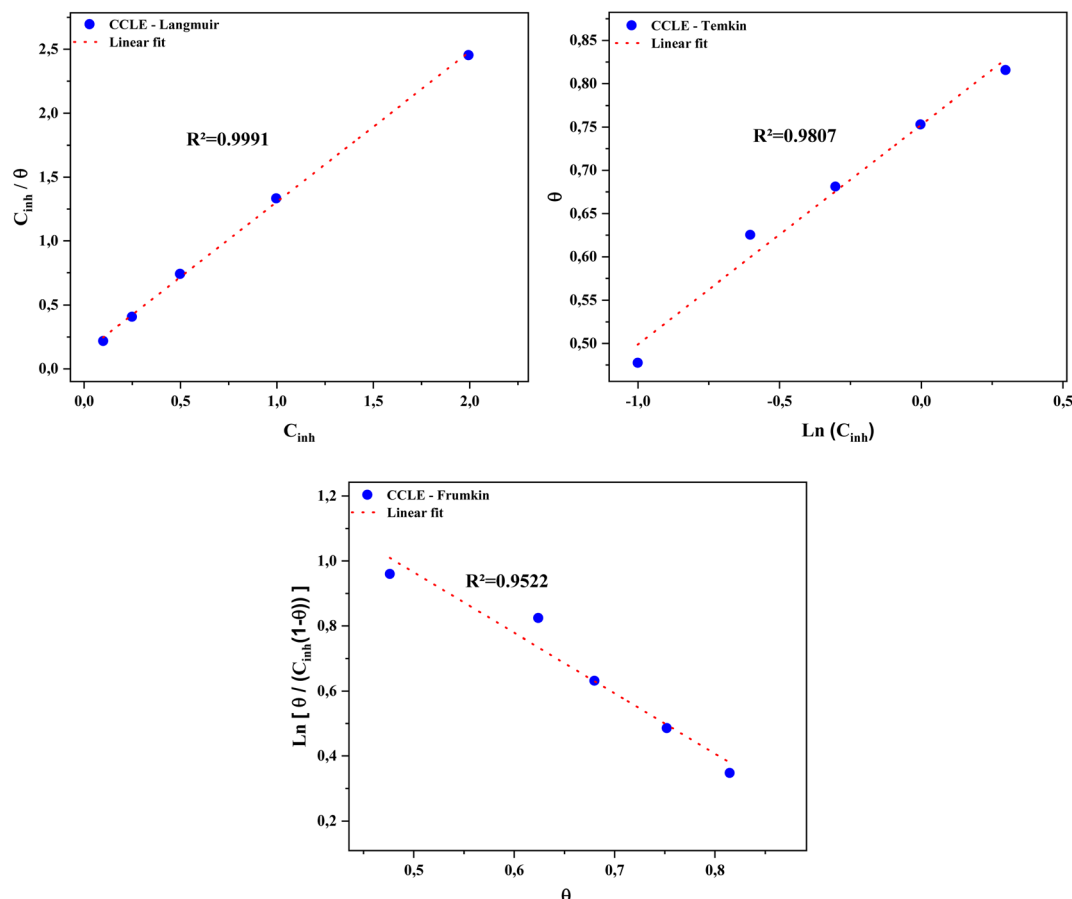 CCLE - Langmuir
Linear fit
R²=0.9991
C_inh / θ
2,5
2,0
1,5
1,0
0,5
0,0
0,0
0,5
1,0
1,5
2,0
C_inh
CCLE - Temkin
Linear fit
R²=0.9807
θ
0,85
0,80
0,75
0,70
0,65
0,60
0,55
0,50
-1,0
-0,5
0,0
0,5
Ln (C_inh)
CCLE - Frumkin
Linear fit
R²=0.9522
Ln [ θ / (C_inh(1-θ)) ]
1,2
1,0
0,8
0,6
0,4
0,2
0,5
0,6
0,7
0,8
θ